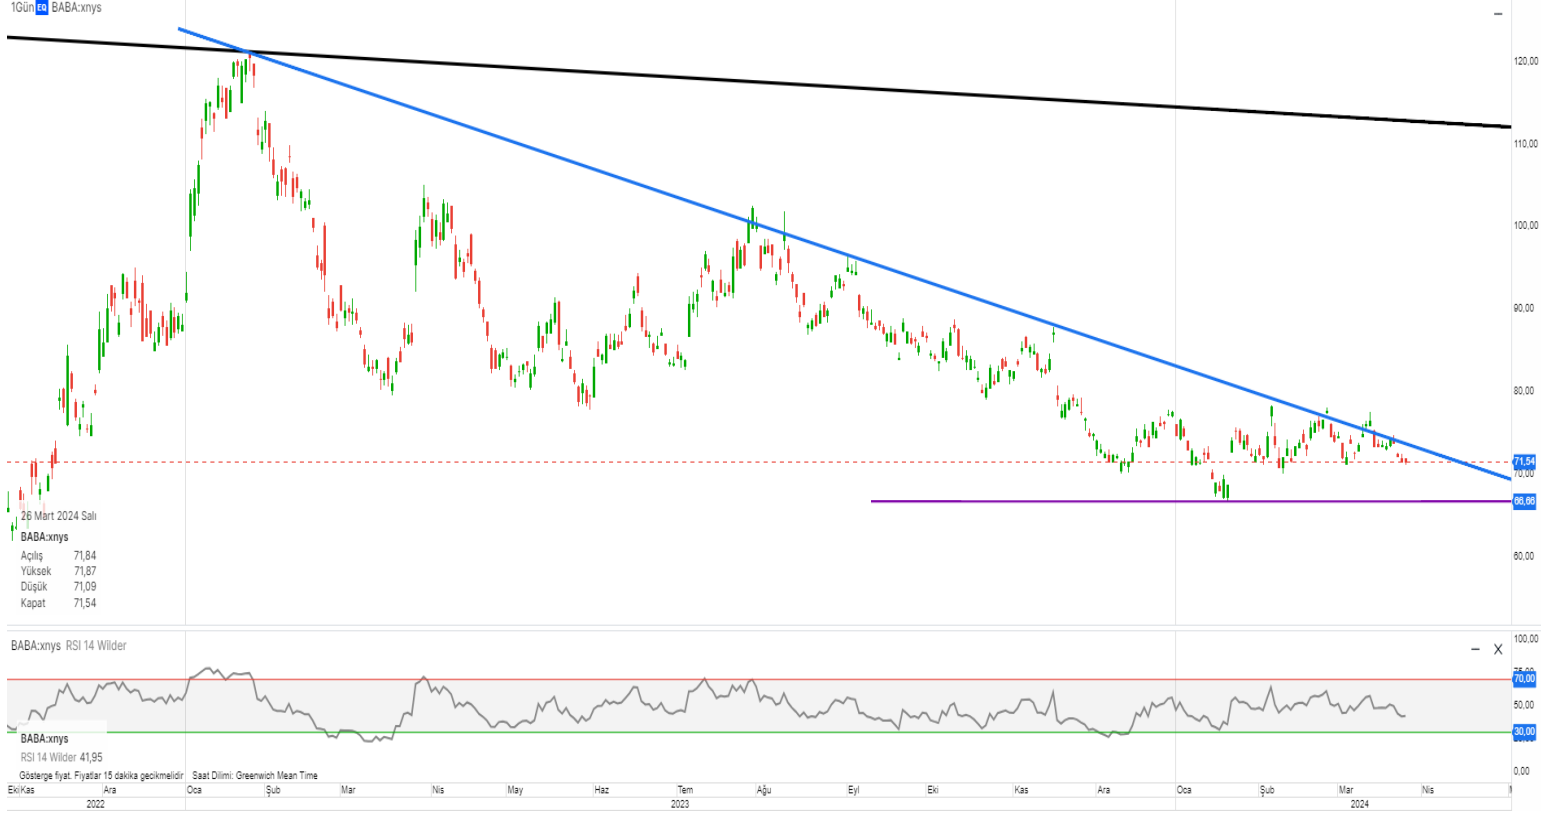 1Gün EQ BABA:xnys
120,00
110,00
100,00
90,00
80,00
71,54
70,00
66,66
60,00
26 Mart 2024 Salı
BABA:xnys
Açılış 71,84
Yüksek 71,87
Düşük 71,09
Kapat 71,54
BABA:xnys RSI 14 Wilder
100,00
75,00
70,00
50,00
30,00
0,00
BABA:xnys
RSI 14 Wilder 41,95
Gösterge fiyat. Fiyatlar 15 dakika gecikmelidir Saat Dilimi: Greenwich Mean Time
Eki Kas Ara Oca Şub Mar Nis May Haz Tem Ağu Eyl Eki Kas Ara Oca Şub Mar Nis
2022 2023 2024